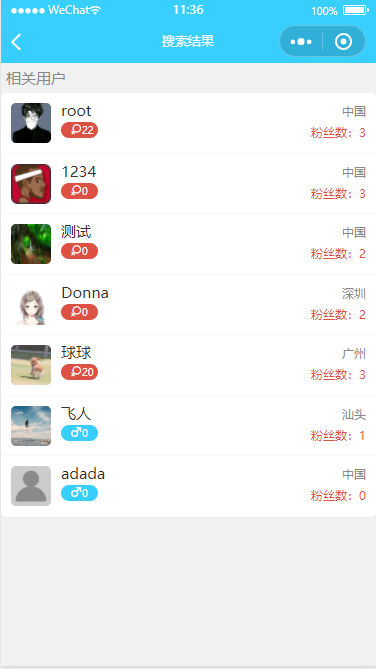 WeChat 11:36 100%
搜索结果
相关用户
root 中国
22 粉丝数：3
1234 中国
0 粉丝数：3
测试 中国
0 粉丝数：2
Donna 深圳
0 粉丝数：2
球球 广州
20 粉丝数：3
飞人 汕头
♂0 粉丝数：1
adada 中国
♂0 粉丝数：0